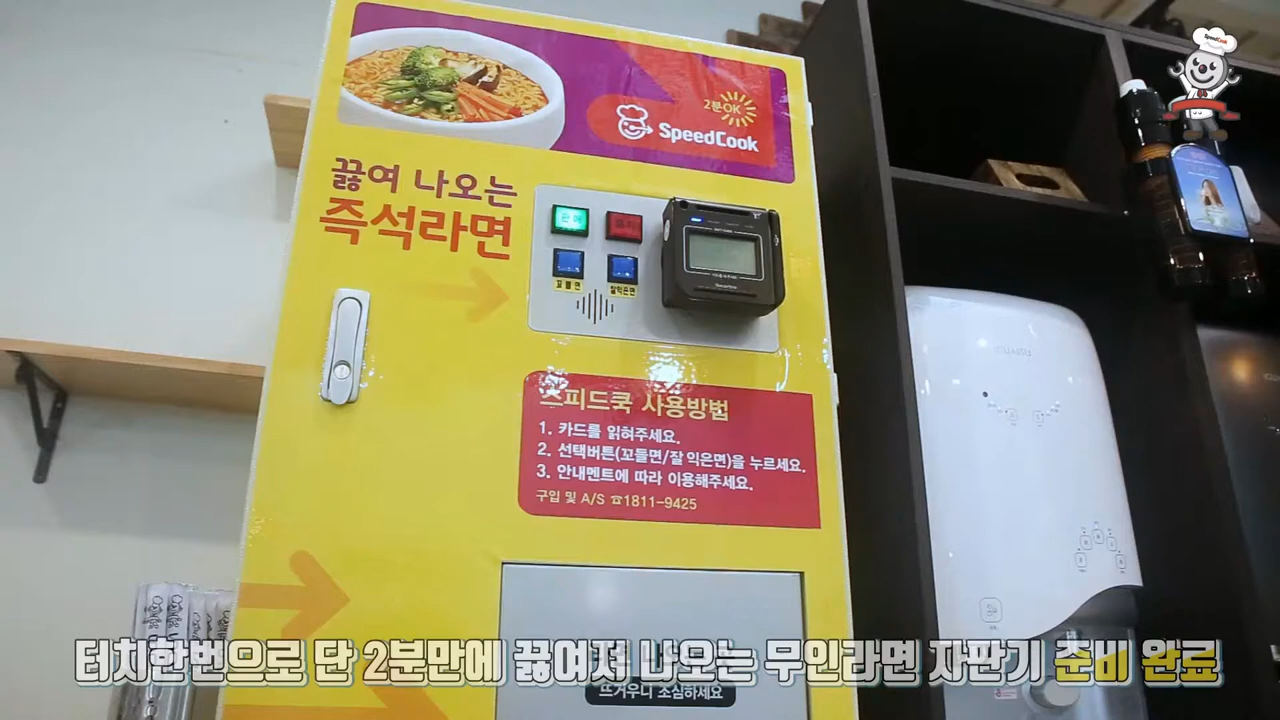 SpeedCook
2분OK
SpeedCook
끓여 나오는
즉석라면
판매
꼬들면
잘익은면
스피드쿡 사용방법
1. 카드를 읽혀주세요.
2. 선택버튼(꼬들면/잘 익은면)을 누르세요.
3. 안내멘트에 따라 이용해주세요.
구입 및 A/S ☎1811-9425
터치한번으로 단 2분만에 끓여져 나오는 무인라면 자판기 준비 완료
뜨거우니 조심하세요